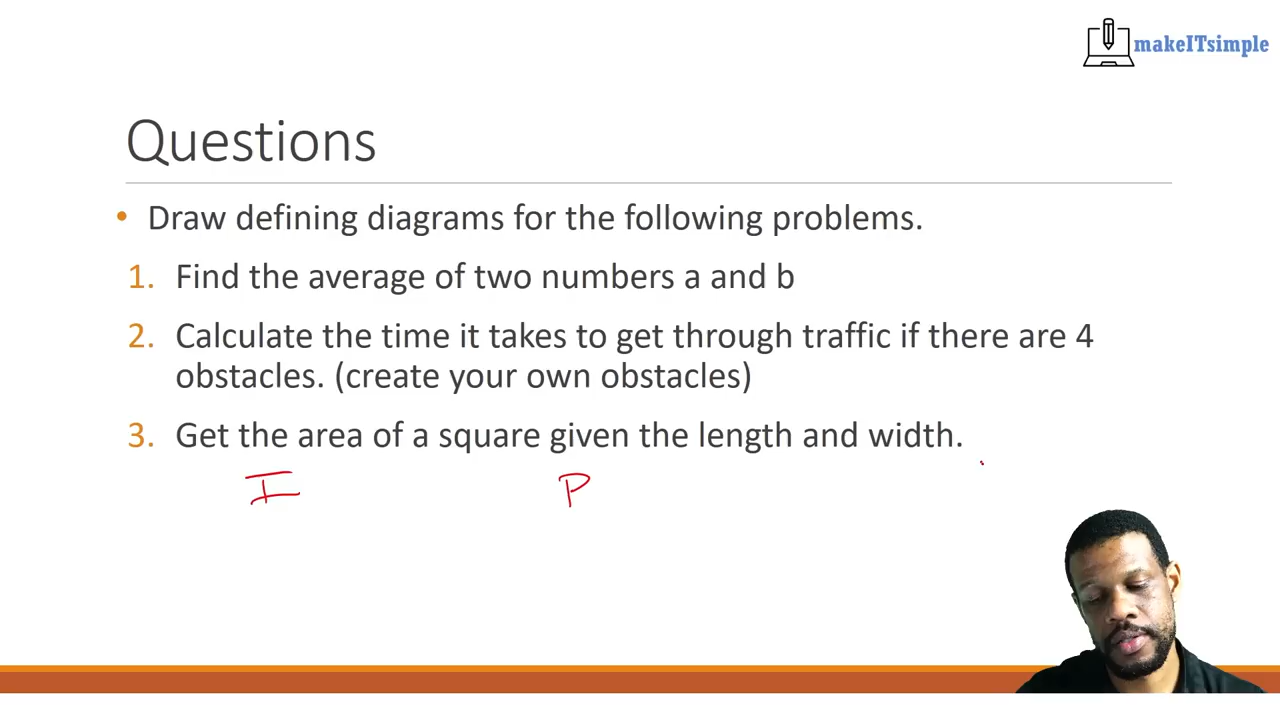 makeITsimple
Questions
• Draw defining diagrams for the following problems.
1. Find the average of two numbers a and b
2. Calculate the time it takes to get through traffic if there are 4
obstacles. (create your own obstacles)
3. Get the area of a square given the length and width.
I P